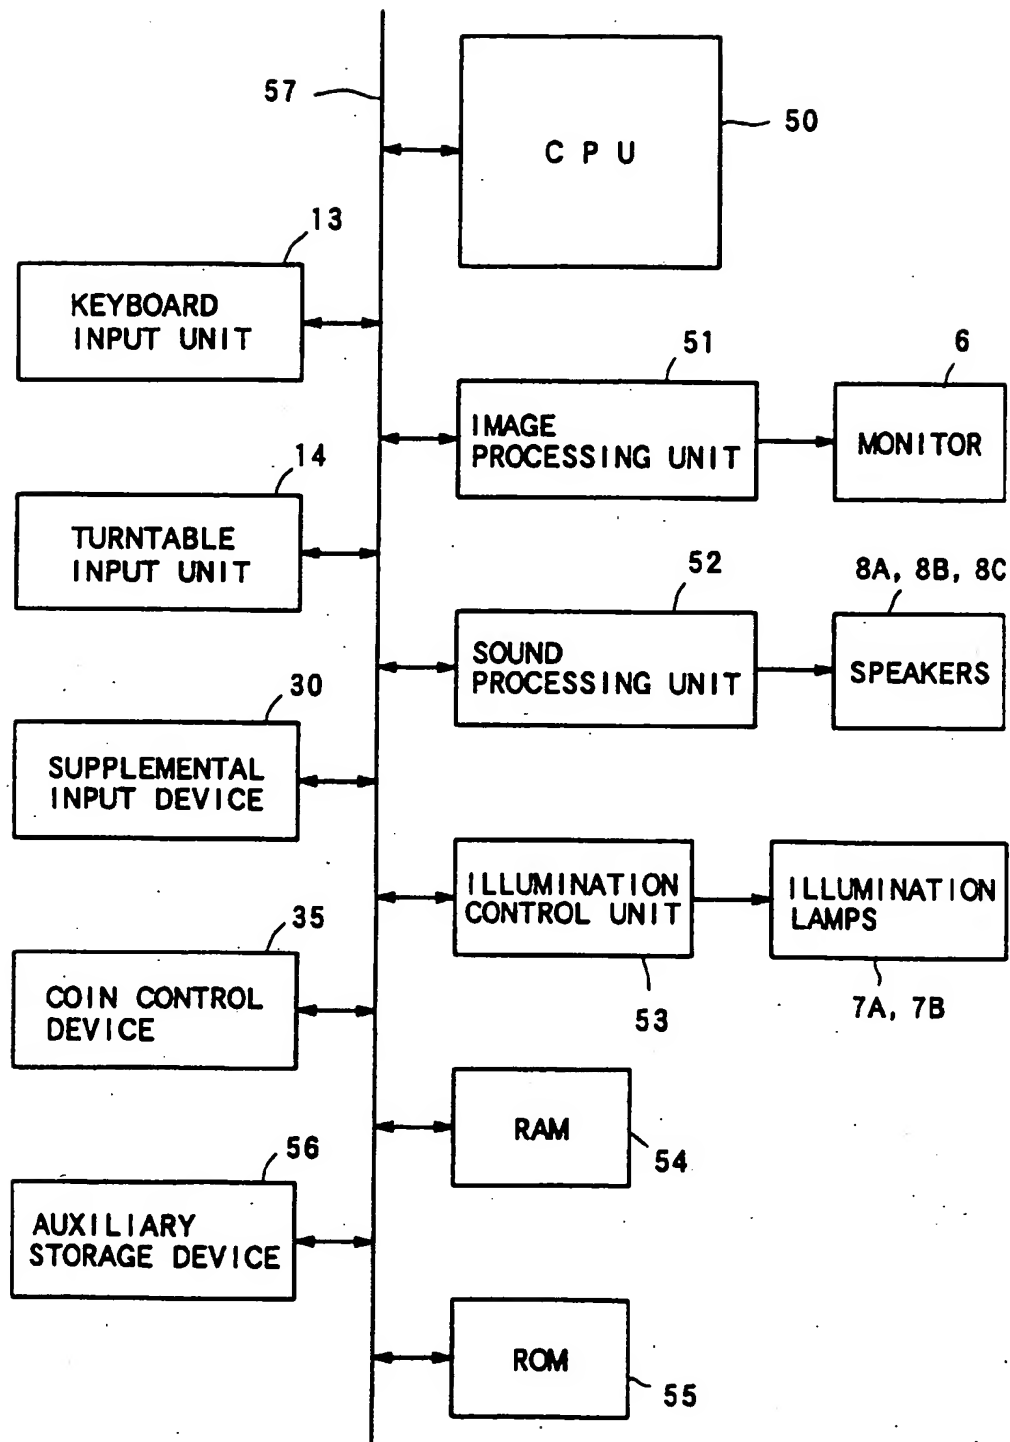 57
CPU
50
13
KEYBOARD
INPUT UNIT
51
6
IMAGE
PROCESSING UNIT
MONITOR
14
TURNTABLE
INPUT UNIT
52
8A, 8B, 8C
SOUND
PROCESSING UNIT
SPEAKERS
30
SUPPLEMENTAL
INPUT DEVICE
ILLUMINATION
CONTROL UNIT
ILLUMINATION
LAMPS
53
7A, 7B
35
COIN CONTROL
DEVICE
RAM
54
56
AUXILIARY
STORAGE DEVICE
ROM
55